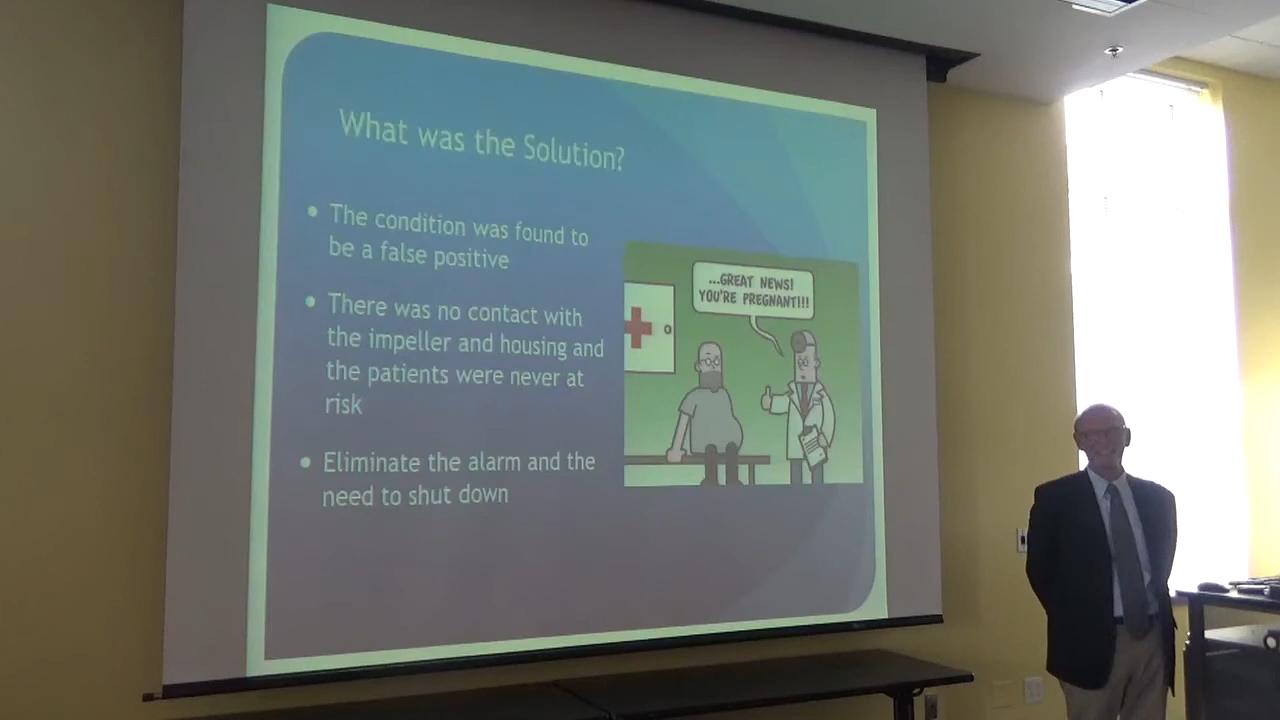 What was the Solution?
• The condition was found to
be a false positive
• There was no contact with
the impeller and housing and
the patients were never at
risk
• Eliminate the alarm and the
need to shut down
...GREAT NEWS!
YOU'RE PREGNANT!!!